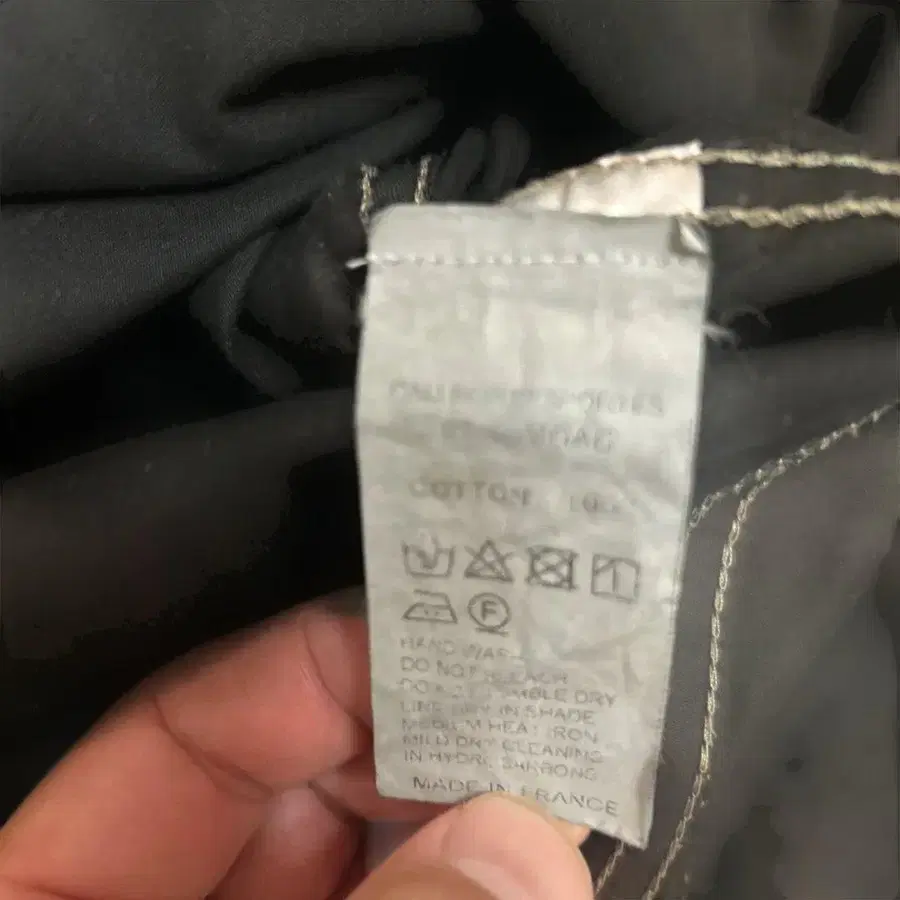 COTTON
F
HAND WASH
DO NOT BLEACH
DO NOT TUMBLE DRY
LINE DRY IN SHADE
MEDIUM HEAT IRON
MILD DRY CLEANING
IN HYDROCARBONS
MADE IN FRANCE